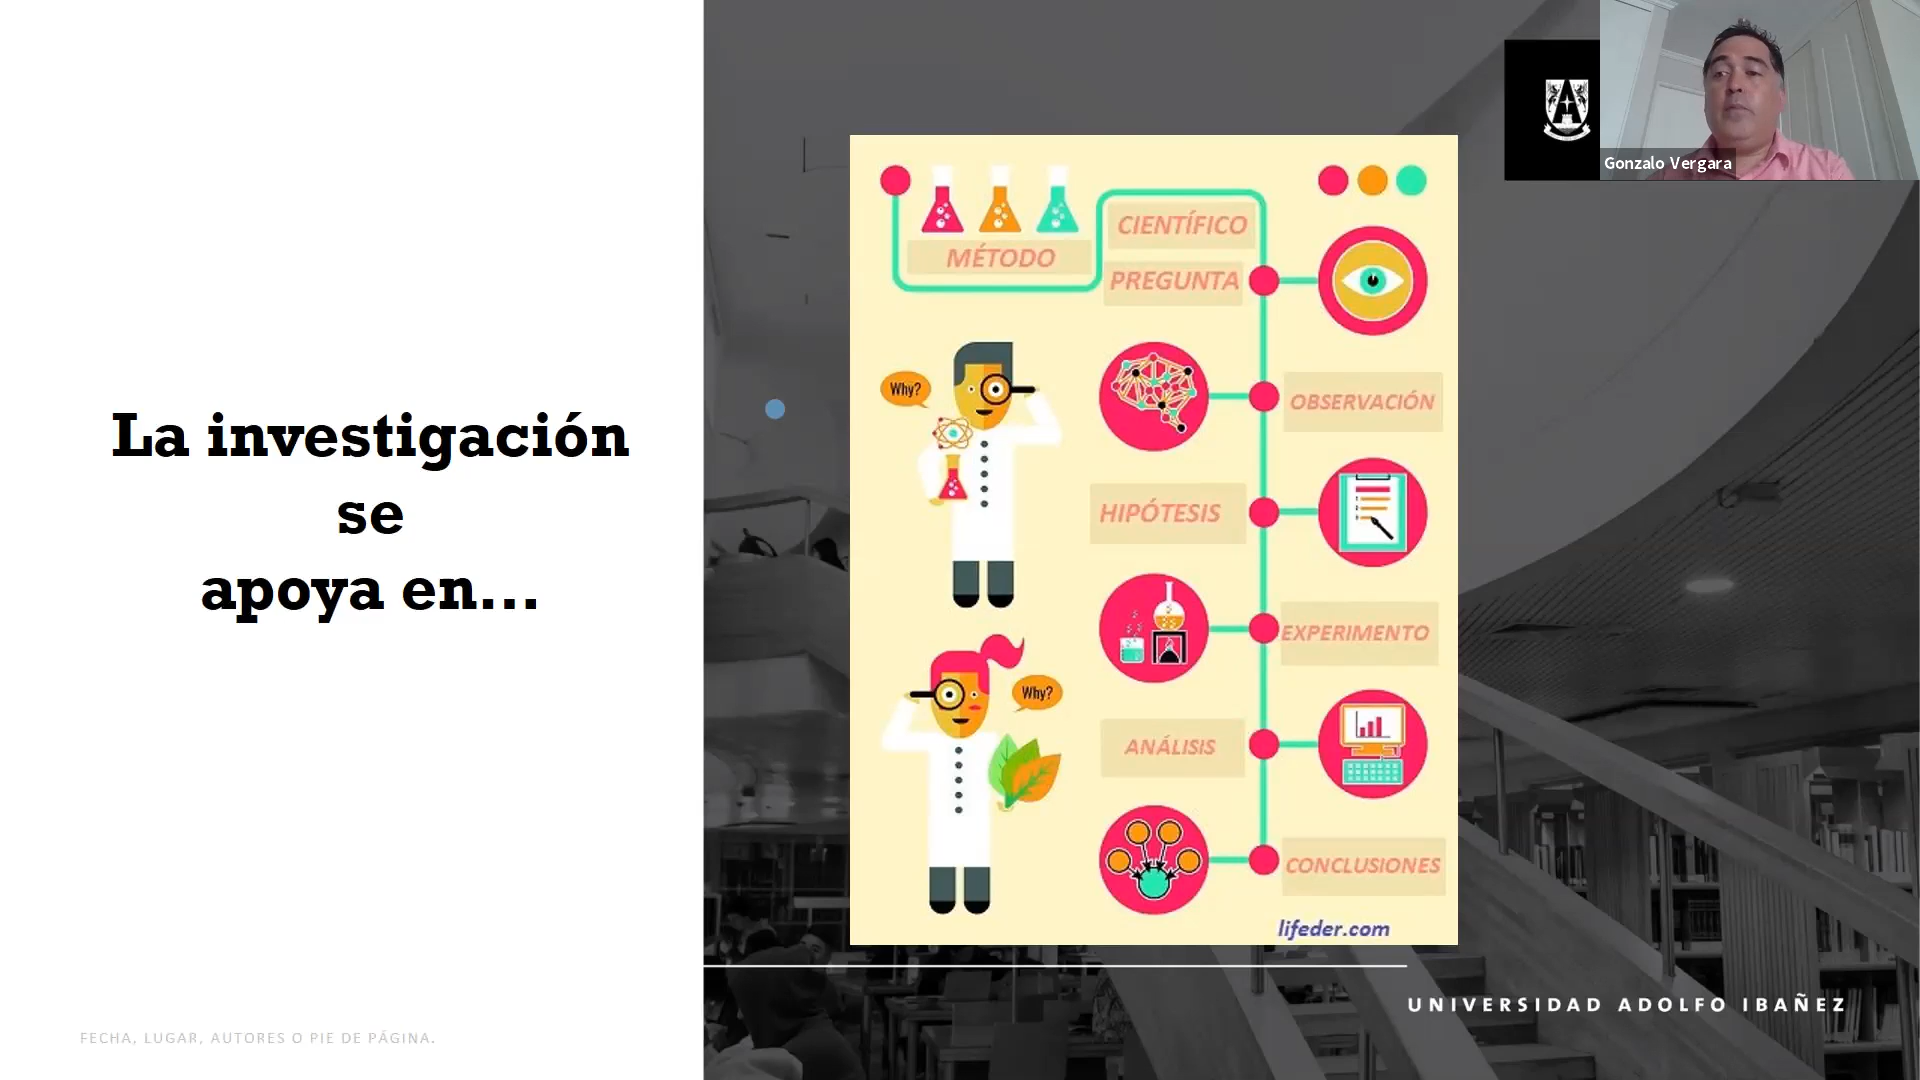 La investigación
se
apoya en...
MÉTODO
CIENTÍFICO
PREGUNTA
Why?
OBSERVACIÓN
HIPÓTESIS
EXPERIMENTO
Why?
ANÁLISIS
CONCLUSIONES
lifeder.com
Gonzalo Vergara
UNIVERSIDAD ADOLFO IBAÑEZ
FECHA, LUGAR, AUTORES O PIE DE PÁGINA.